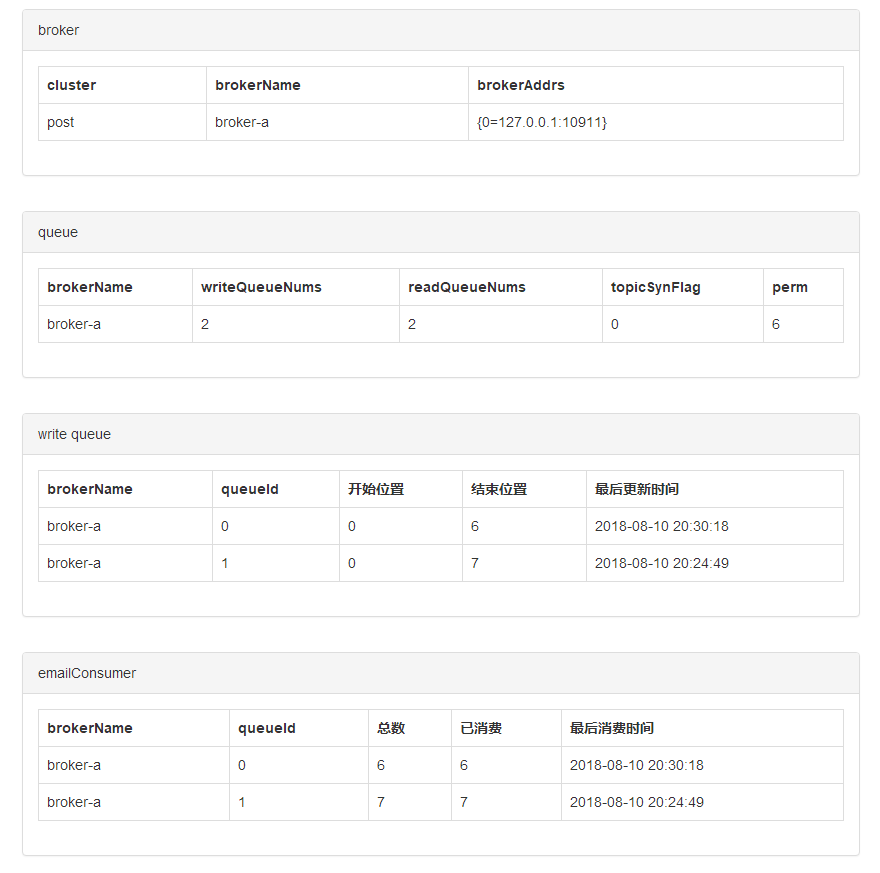 broker
cluster brokerName brokerAddrs
post broker-a {0=127.0.0.1:10911}
queue
brokerName writeQueueNums readQueueNums topicSynFlag perm
broker-a 2 2 0 6
write queue
brokerName queueId 开始位置 结束位置 最后更新时间
broker-a 0 0 6 2018-08-10 20:30:18
broker-a 1 0 7 2018-08-10 20:24:49
emailConsumer
brokerName queueId 总数 已消费 最后消费时间
broker-a 0 6 6 2018-08-10 20:30:18
broker-a 1 7 7 2018-08-10 20:24:49